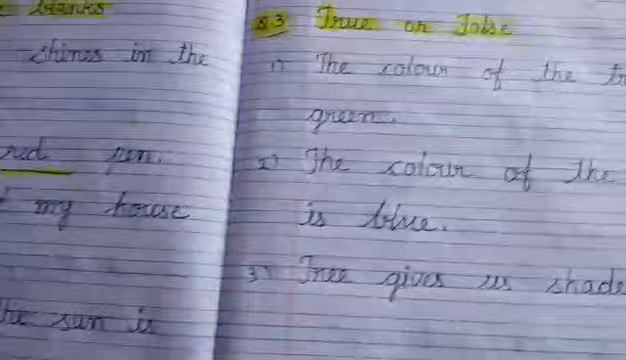 blanks
shines in the
red pen.
my house
the sun is
Q.3 True or False
1) The colour of the
green.
2) The colour of the
is blue.
3) Tree gives us shade